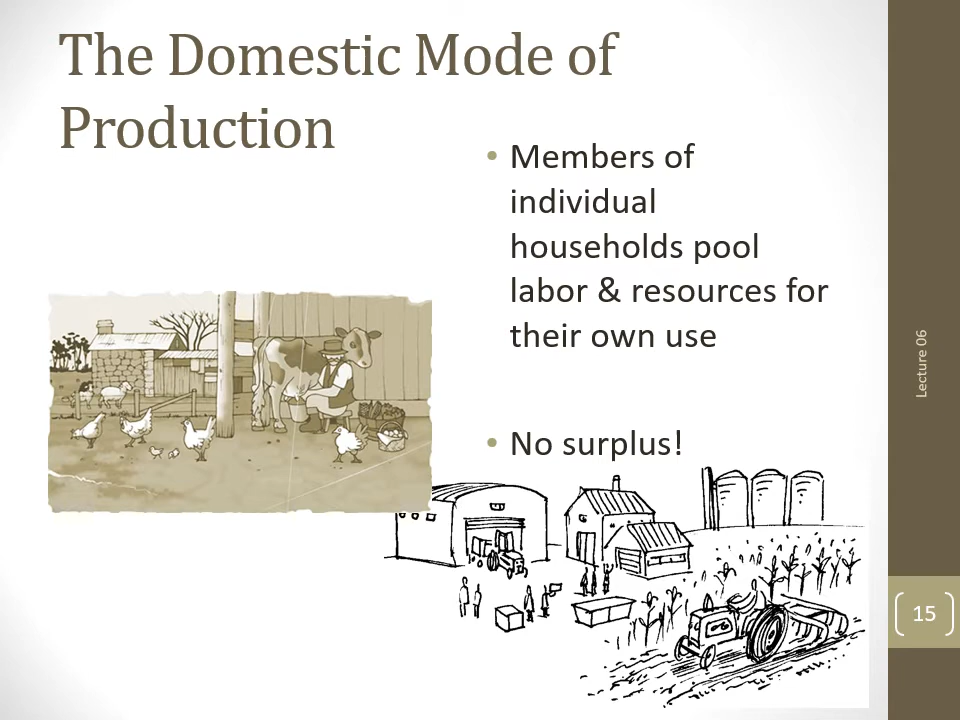 The Domestic Mode of
Production
• Members of
individual
households pool
labor & resources for
their own use
• No surplus!
Lecture 06
15